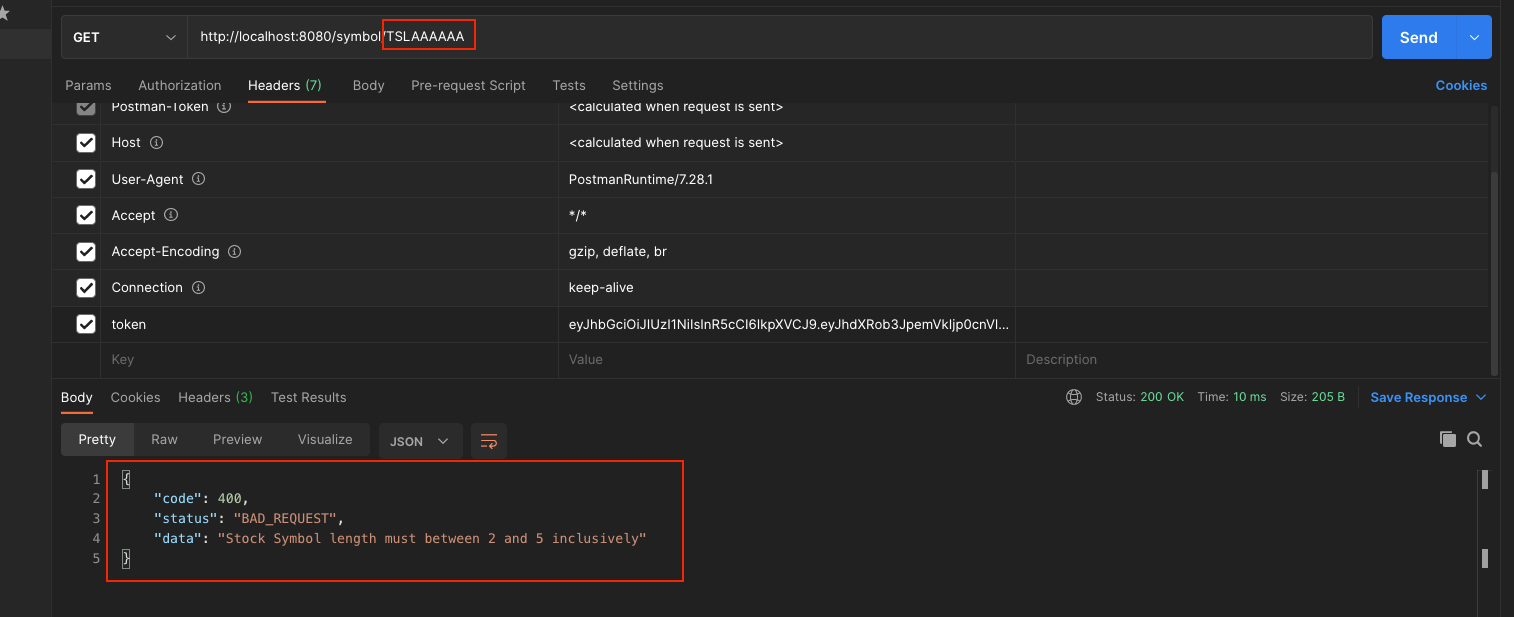 GET http://localhost:8080/symbol/TSLAAAAAA Send
Params Authorization Headers (7) Body Pre-request Script Tests Settings Cookies
Postman-Token <calculated when request is sent>
Host <calculated when request is sent>
User-Agent PostmanRuntime/7.28.1
Accept */*
Accept-Encoding gzip, deflate, br
Connection keep-alive
token eyJhbGciOiJIUzI1NiIsInR5cCI6IkpXVCJ9.eyJhdXRob3JpemVkIjp0cnVl...
Key Value Description
Body Cookies Headers (3) Test Results Status: 200 OK Time: 10 ms Size: 205 B Save Response
Pretty Raw Preview Visualize JSON
1 {
2 "code": 400,
3 "status": "BAD_REQUEST",
4 "data": "Stock Symbol length must between 2 and 5 inclusively"
5 }